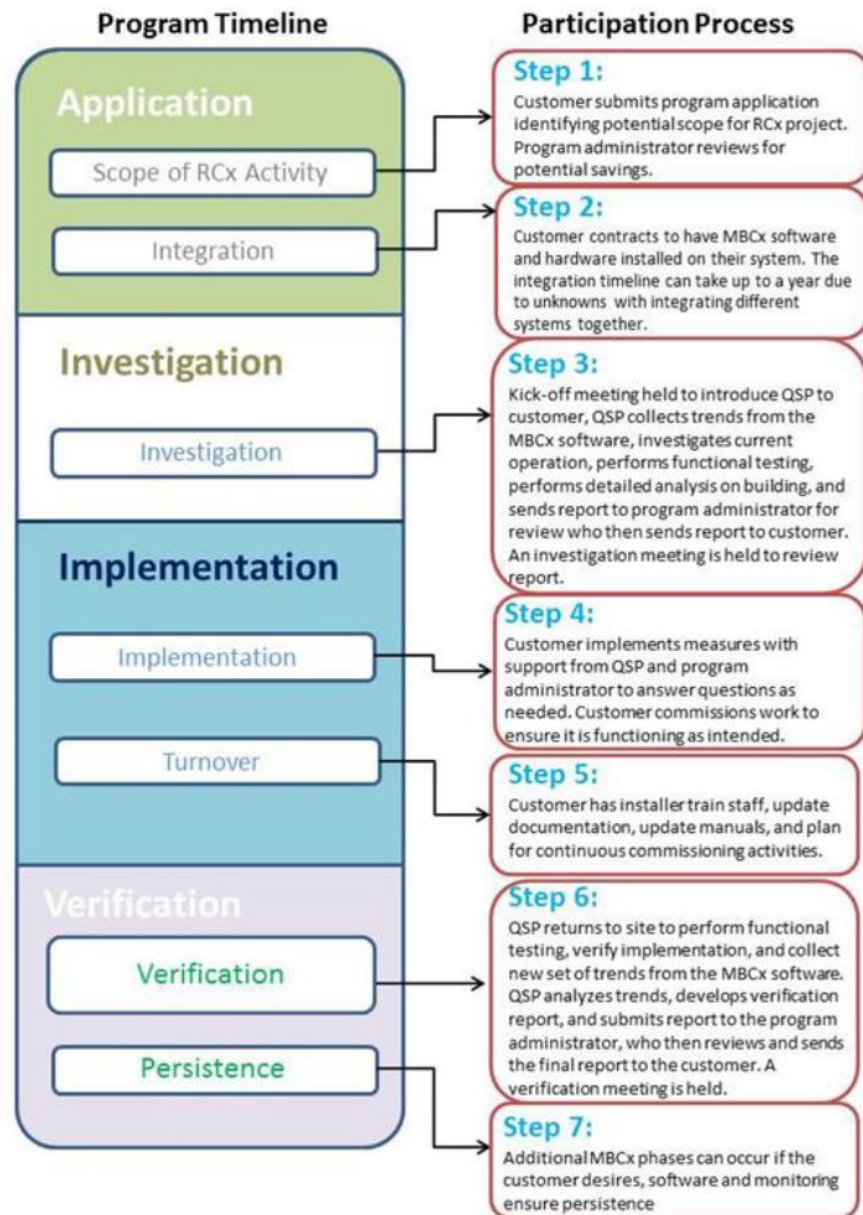 Program Timeline
Participation Process
Application
Scope of RCx Activity
Integration
Investigation
Investigation
Implementation
Implementation
Turnover
Verification
Verification
Persistence
Step 1:
Customer submits program application
identifying potential scope for RCx project.
Program administrator reviews for
potential savings.
Step 2:
Customer contracts to have MBCx software
and hardware installed on their system. The
integration timeline can take up to a year due
to unknowns with integrating different
systems together.
Step 3:
Kick-off meeting held to introduce QSP to
customer, QSP collects trends from the
MBCx software, investigates current
operation, performs functional testing,
performs detailed analysis on building, and
sends report to program administrator for
review who then sends report to customer.
An investigation meeting is held to review
report.
Step 4:
Customer implements measures with
support from QSP and program
administrator to answer questions as
needed. Customer commissions work to
ensure it is functioning as intended.
Step 5:
Customer has installer train staff, update
documentation, update manuals, and plan
for continuous commissioning activities.
Step 6:
QSP returns to site to perform functional
testing, verify implementation, and collect
new set of trends from the MBCx software.
QSP analyzes trends, develops verification
report, and submits report to the program
administrator, who then reviews and sends
the final report to the customer. A
verification meeting is held.
Step 7:
Additional MBCx phases can occur if the
customer desires, software and monitoring
ensure persistence